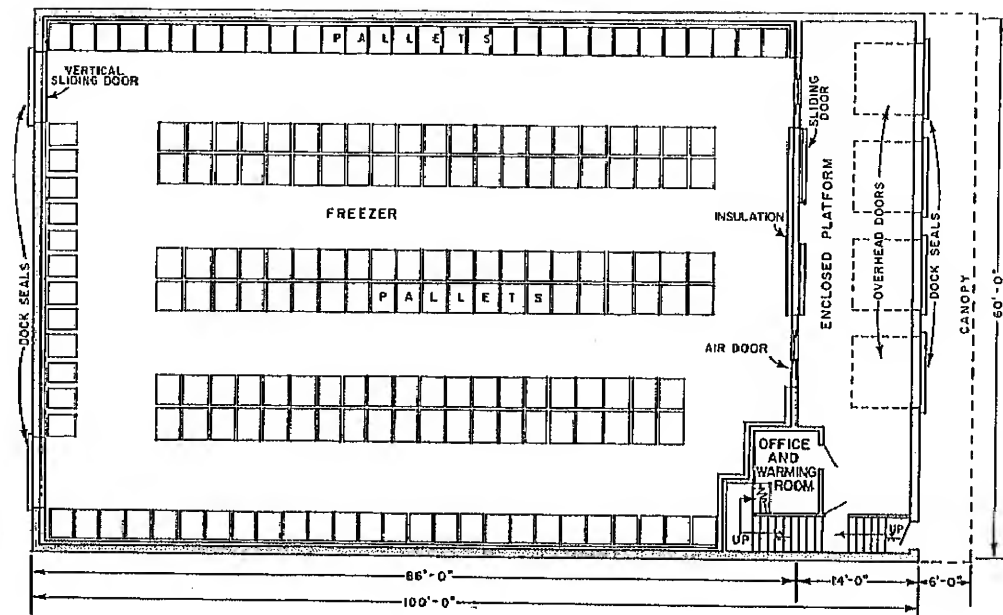 PALLETS
VERTICAL
SLIDING DOOR
SLIDING
DOOR
FREEZER
INSULATION
ENCLOSED PLATFORM
OVERHEAD DOORS
DOCK SEALS
DOCK SEALS
CANOPY
60'-0"
PALLETS
AIR DOOR
OFFICE
AND
WARMING
ROOM
UP
UP
86'-0"
14'-0"
6'-0"
100'-0"